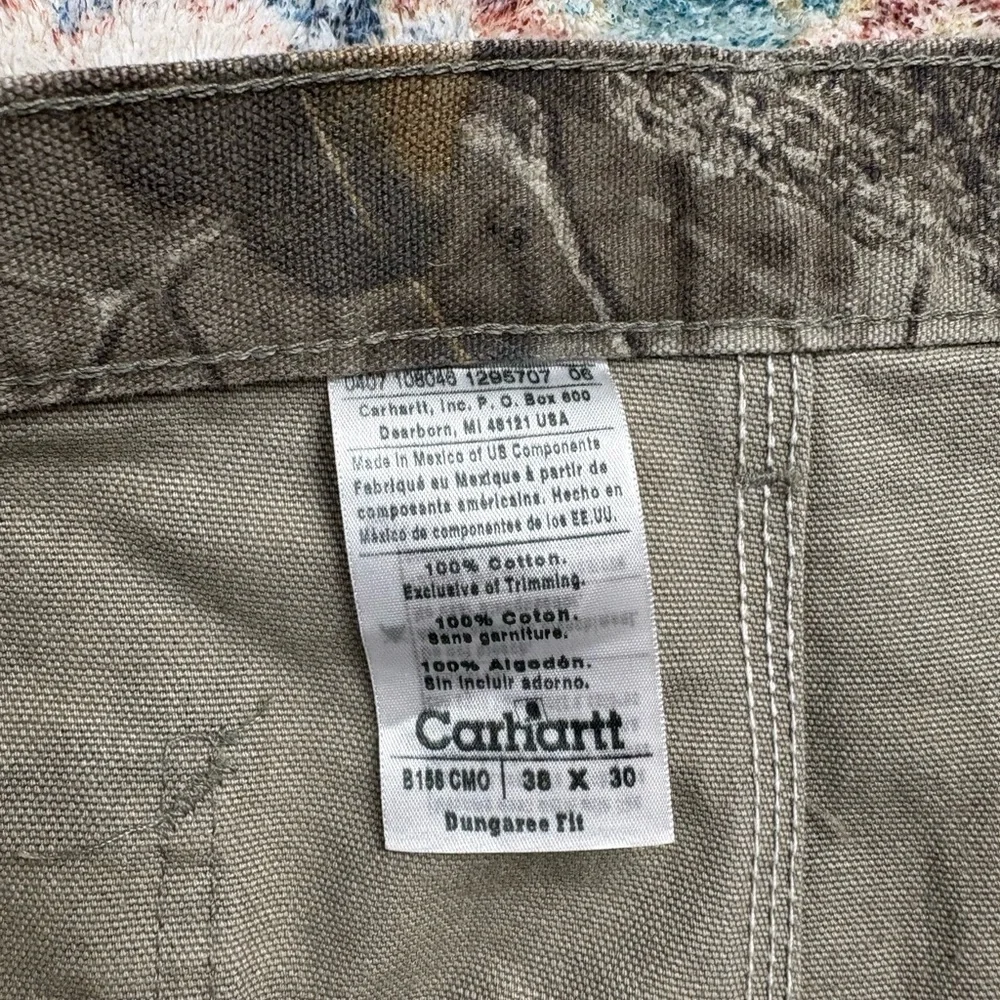 0407 108046 1295707 06
Carhartt, Inc. P. O. Box 600
Dearborn, MI 48121 USA
Made in Mexico of US Components
Fabriqué au Mexique à partir de
composants américains. Hecho en
México de componentes de los EE.UU.
100% Cotton.
Exclusive of Trimming.
100% Coton.
Sans garniture.
100% Algodón.
Sin incluir adorno.
Carhartt
CMO 38 X 30
Dungaree Fit